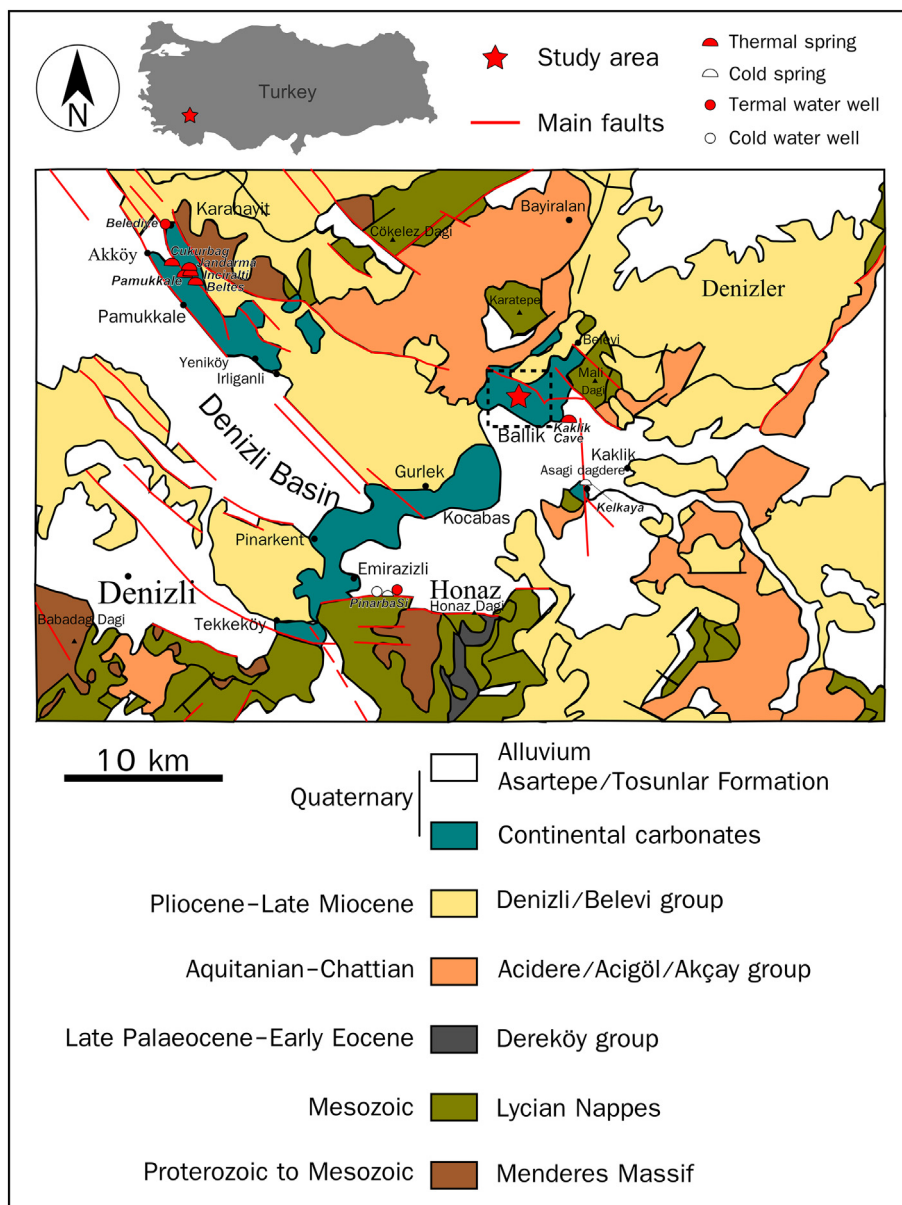 N
Turkey
Study area
Main faults
Thermal spring
Cold spring
Termal water well
Cold water well
Karahayit
Belediye
Bayiralan
Cökelez Dagi
Akköy
Cukurbag
Jandarma
Inciralti
Pamukkale
Beltes
Denizler
Karatepe
Pamukkale
Belevi
Yeniköy
Irliganli
Mali
Dagi
Denizli Basin
Ballik
Kaklik
Cave
Gurlek
Kaklik
Asagi dagdere
Kelkaya
Kocabas
Pinarkent
Emirazizli
Denizli
Honaz
PinarbaSi
Honaz Dagi
Babadag Dagi
Tekkeköy
10 km
Quaternary
Alluvium
Asartepe/Tosunlar Formation
Continental carbonates
Pliocene–Late Miocene
Denizli/Belevi group
Aquitanian–Chattian
Acidere/Acigöl/Akçay group
Late Palaeocene–Early Eocene
Dereköy group
Mesozoic
Lycian Nappes
Proterozoic to Mesozoic
Menderes Massif